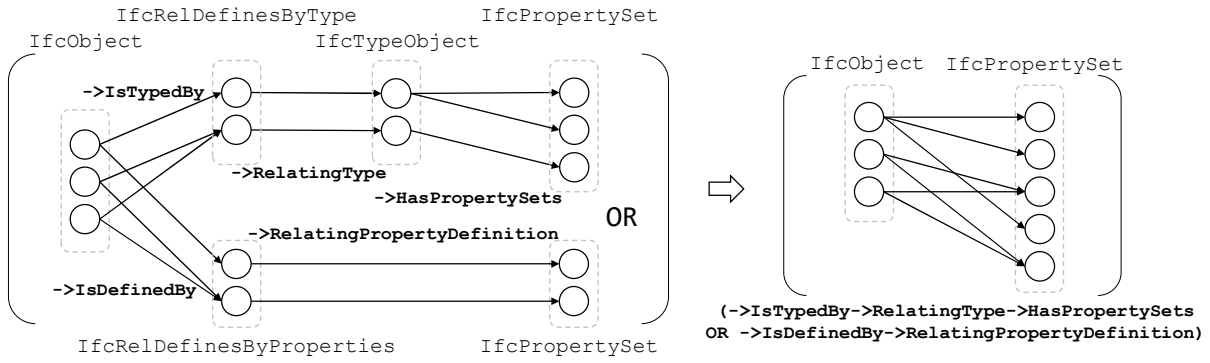 IfcRelDefinesByType
IfcPropertySet
IfcObject
IfcTypeObject
->IsTypedBy
->RelatingType
->HasPropertySets
OR
->RelatingPropertyDefinition
->IsDefinedBy
IfcRelDefinesByProperties
IfcPropertySet
IfcObject
IfcPropertySet
(->IsTypedBy->RelatingType->HasPropertySets
OR ->IsDefinedBy->RelatingPropertyDefinition)